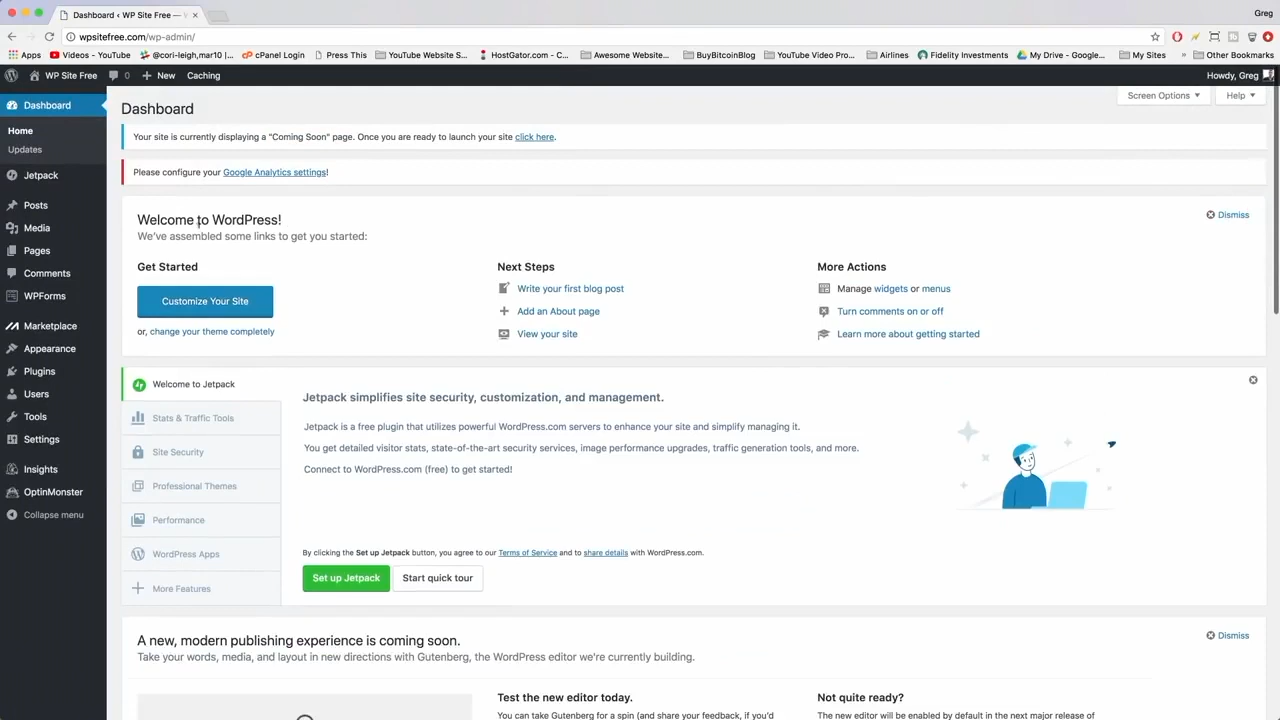 Dashboard ‹ WP Site Free —
Greg
wpsitefree.com/wp-admin/
Apps
Videos - YouTube
@cori-leigh,mar10 |...
cPanel Login
Press This
YouTube Website S...
HostGator.com - C...
Awesome Website...
BuyBitcoinBlog
YouTube Video Pro...
Airlines
Fidelity Investments
My Drive - Google...
My Sites
»
Other Bookmarks
WP Site Free
0
New
Caching
Howdy, Greg
Dashboard
Home
Updates
Jetpack
Posts
Media
Pages
Comments
WPForms
Marketplace
Appearance
Plugins
Users
Tools
Settings
Insights
OptinMonster
Collapse menu
Screen Options
Help
Dashboard
Your site is currently displaying a "Coming Soon" page. Once you are ready to launch your site click here.
Please configure your Google Analytics settings!
Welcome to WordPress!
Dismiss
We've assembled some links to get you started:
Get Started
Customize Your Site
or, change your theme completely
Next Steps
Write your first blog post
Add an About page
View your site
More Actions
Manage widgets or menus
Turn comments on or off
Learn more about getting started
Welcome to Jetpack
Stats & Traffic Tools
Site Security
Professional Themes
Performance
WordPress Apps
More Features
Jetpack simplifies site security, customization, and management.
Jetpack is a free plugin that utilizes powerful WordPress.com servers to enhance your site and simplify managing it.
You get detailed visitor stats, state-of-the-art security services, image performance upgrades, traffic generation tools, and more.
Connect to WordPress.com (free) to get started!
By clicking the Set up Jetpack button, you agree to our Terms of Service and to share details with WordPress.com.
Set up Jetpack
Start quick tour
A new, modern publishing experience is coming soon.
Dismiss
Take your words, media, and layout in new directions with Gutenberg, the WordPress editor we're currently building.
Test the new editor today.
You can take Gutenberg for a spin (and share your feedback, if you'd
Not quite ready?
The new editor will be enabled by default in the next major release of